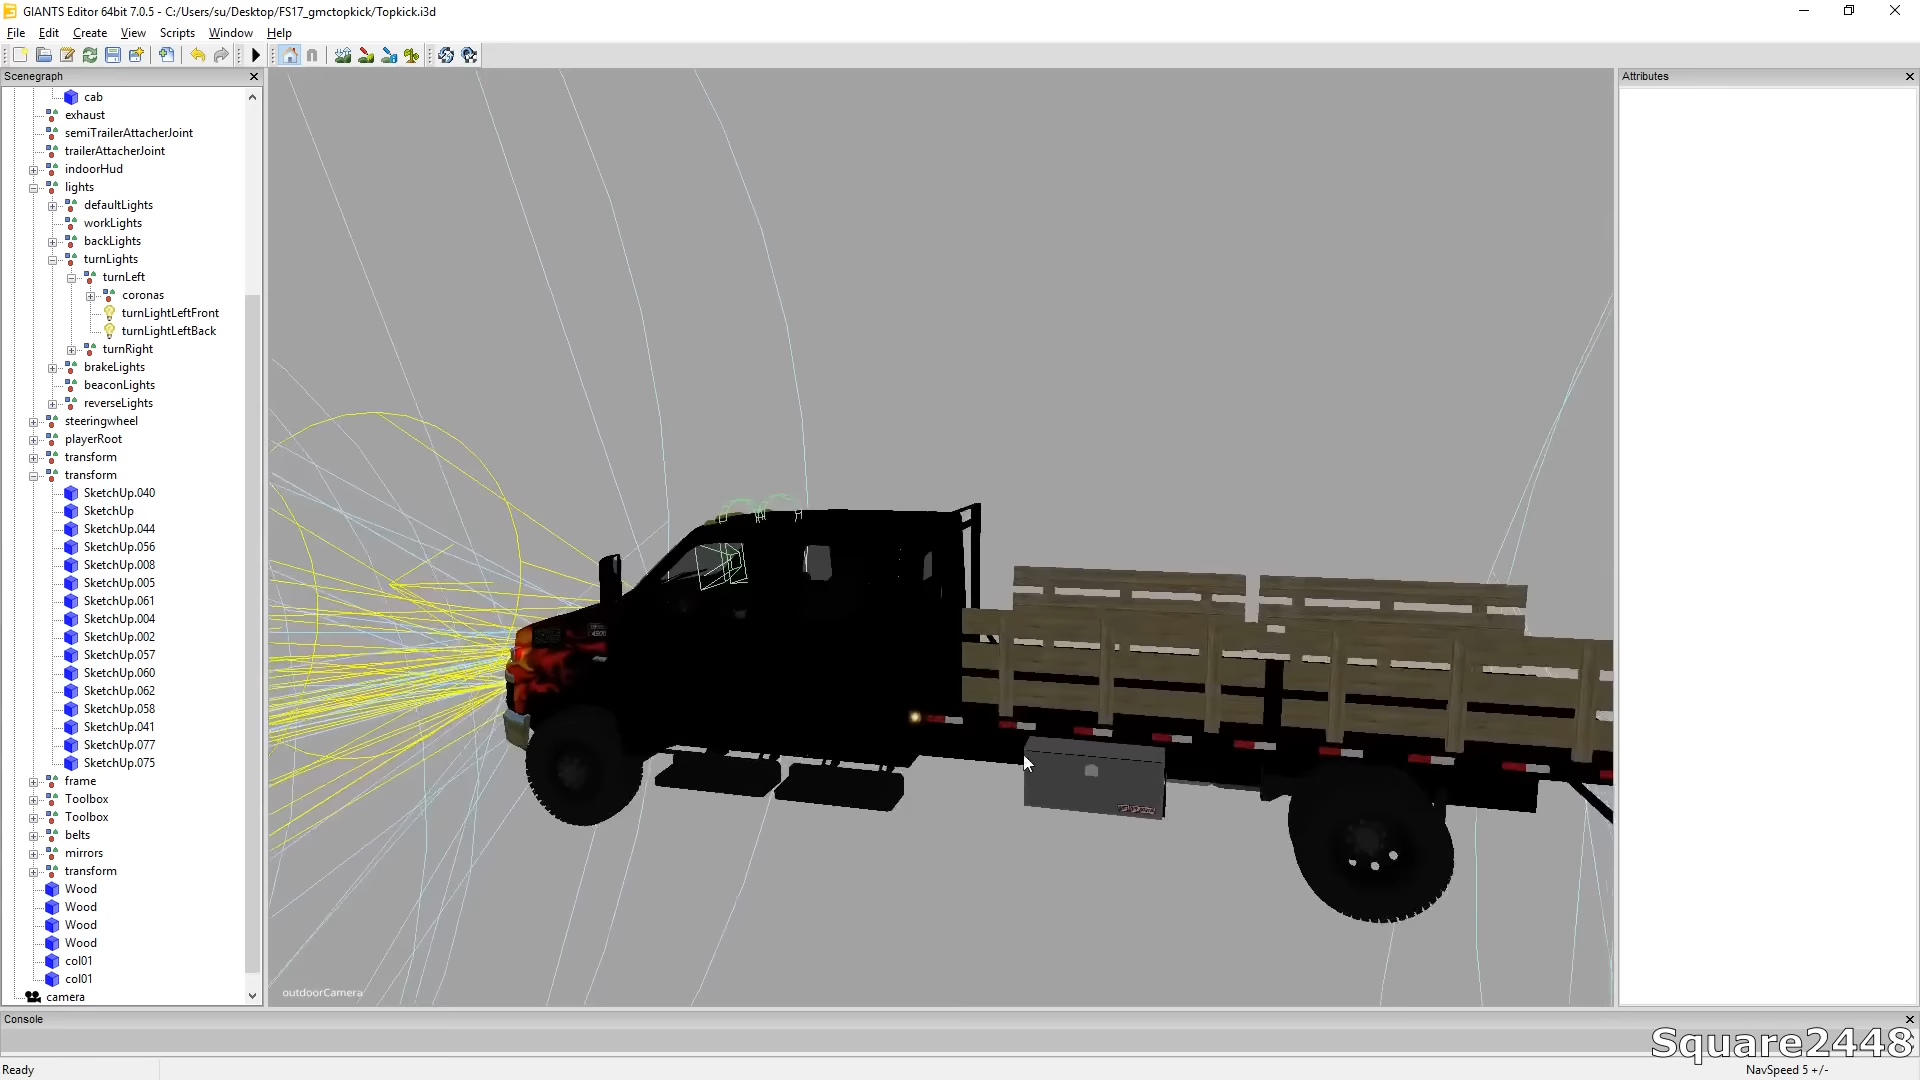 GIANTS Editor 64bit 7.0.5 - C:/Users/su/Desktop/FS17_gmctopkick/Topkick.i3d
File Edit Create View Scripts Window Help
Scenegraph
Attributes
cab
exhaust
semiTrailerAttacherJoint
trailerAttacherJoint
indoorHud
lights
defaultLights
workLights
backLights
turnLights
turnLeft
coronas
turnLightLeftFront
turnLightLeftBack
turnRight
brakeLights
beaconLights
reverseLights
steeringwheel
playerRoot
transform
transform
SketchUp.040
SketchUp
SketchUp.044
SketchUp.056
SketchUp.008
SketchUp.005
SketchUp.061
SketchUp.004
SketchUp.002
SketchUp.057
SketchUp.060
SketchUp.062
SketchUp.058
SketchUp.041
SketchUp.077
SketchUp.075
frame
Toolbox
Toolbox
belts
mirrors
transform
Wood
Wood
Wood
Wood
col01
col01
camera
outdoorCamera
Console
Square2448
Ready
NavSpeed 5 +/-